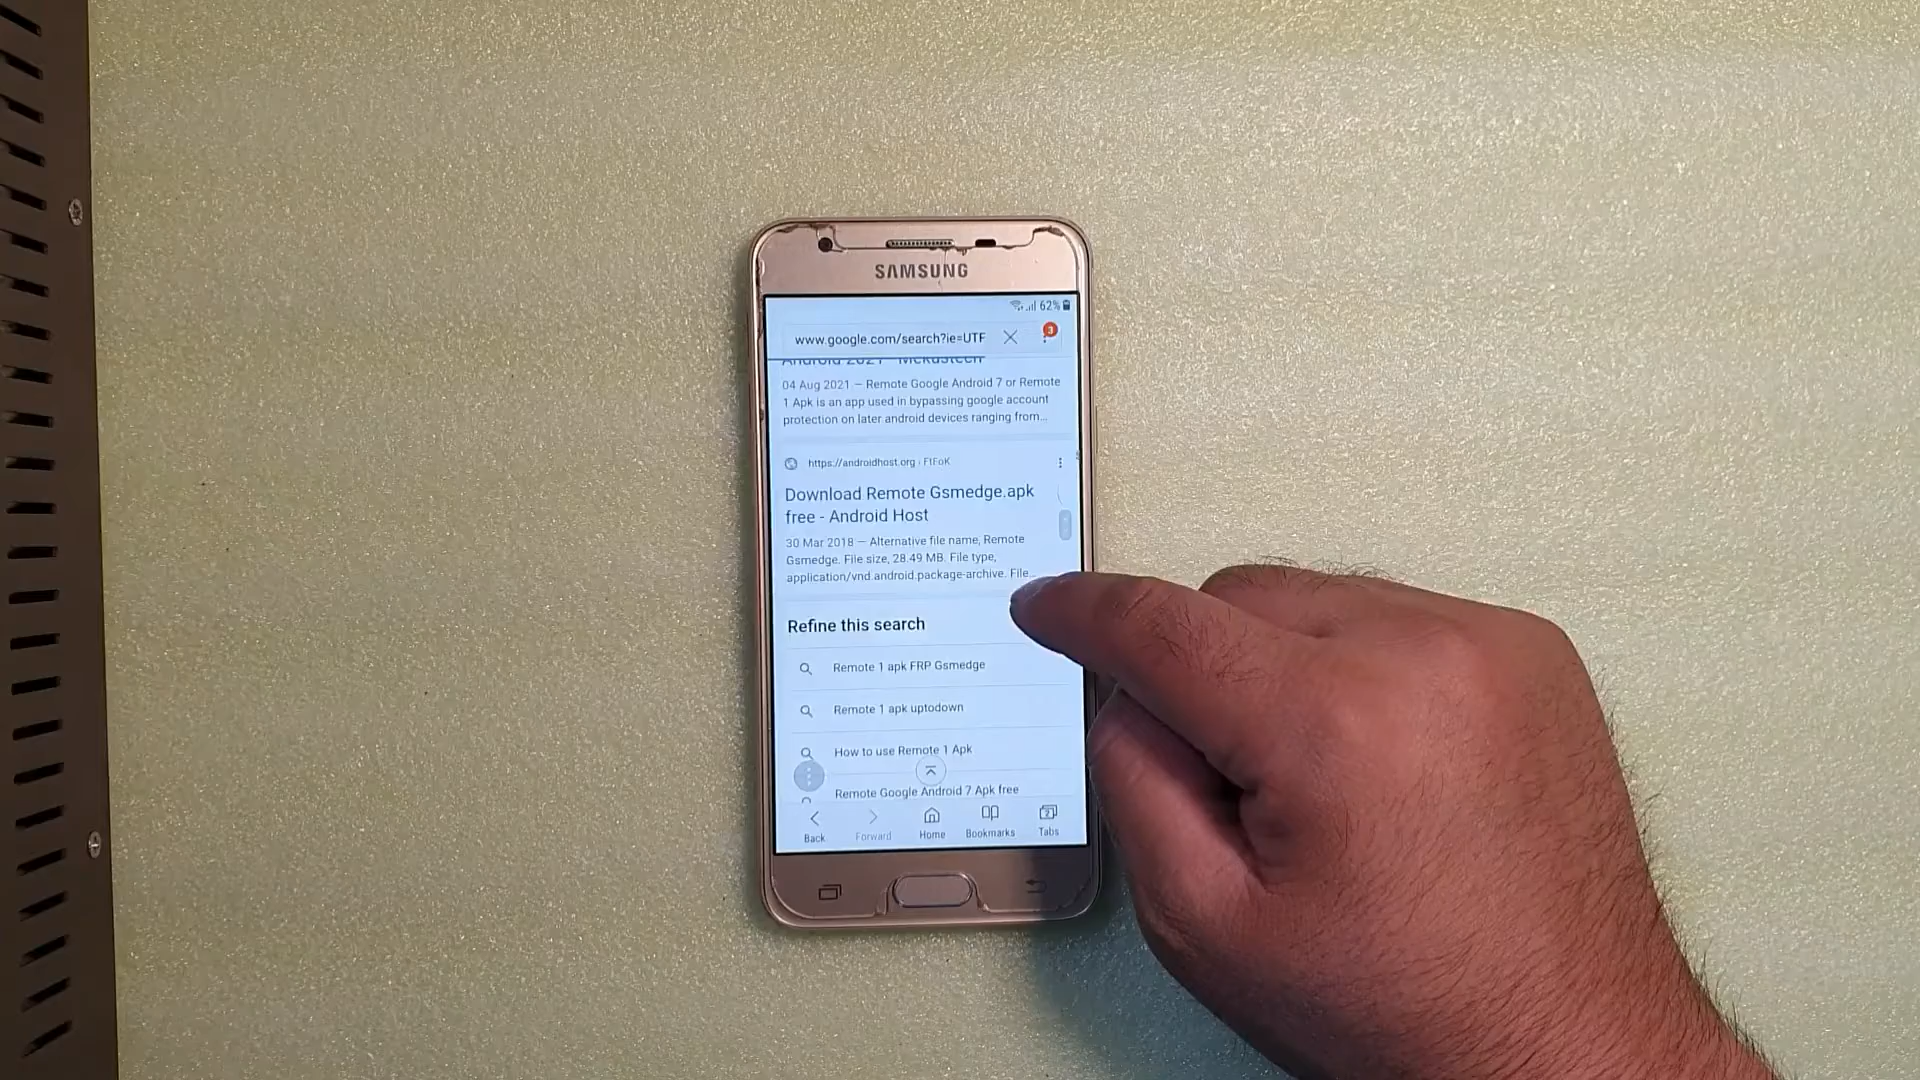 SAMSUNG
62%
www.google.com/search?ie=UTF
3
Android 2021 - Mckustech
04 Aug 2021 — Remote Google Android 7 or Remote
1 Apk is an app used in bypassing google account
protection on later android devices ranging from...
https://androidhost.org › FtFoK
Download Remote Gsmedge.apk
free - Android Host
30 Mar 2018 — Alternative file name, Remote
Gsmedge. File size, 28.49 MB. File type,
application/vnd.android.package-archive. File...
Refine this search
Remote 1 apk FRP Gsmedge
Remote 1 apk uptodown
How to use Remote 1 Apk
Remote Google Android 7 Apk free
Back
Forward
Home
Bookmarks
2
Tabs